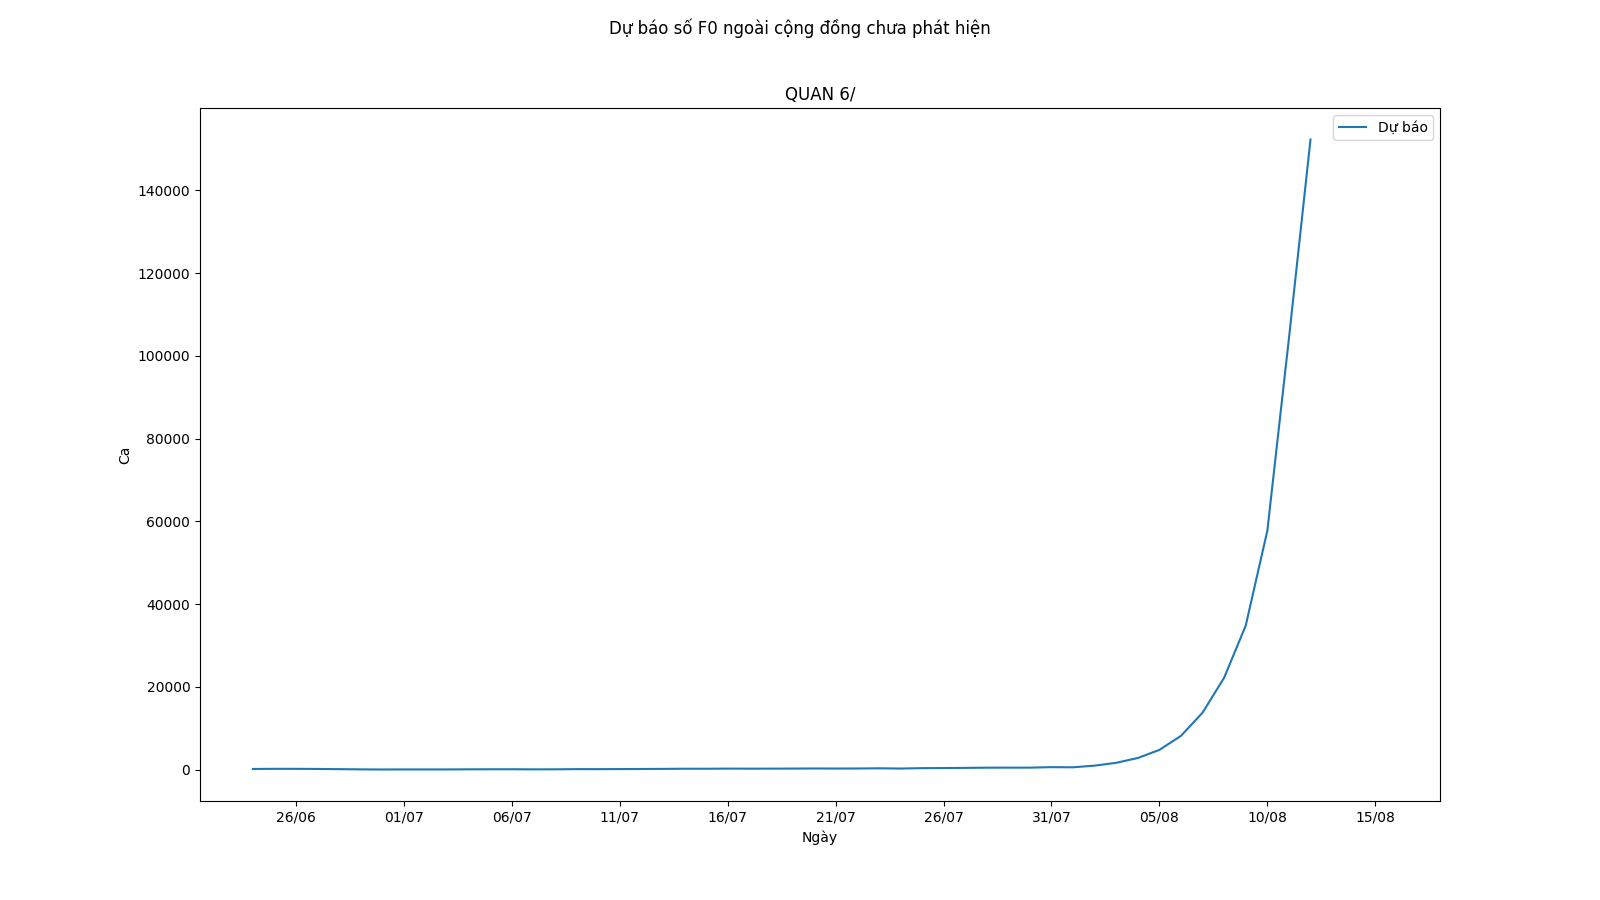 Dự báo số F0 ngoài cộng đồng chưa phát hiện
QUAN 6/
Dự báo
140000
120000
100000
80000
60000
40000
20000
0
Ca
26/06 01/07 06/07 11/07 16/07 21/07 26/07 31/07 05/08 10/08 15/08
Ngày